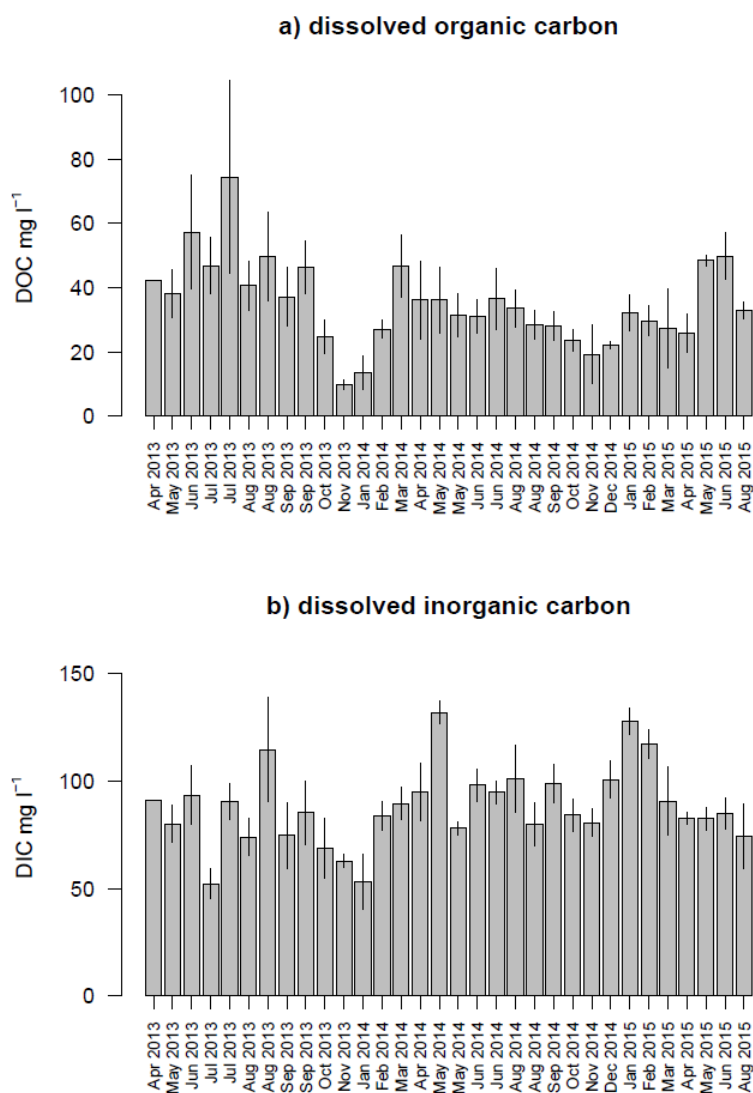 a) dissolved organic carbon
100
80
60
40
20
0
DOC mg l⁻¹
Apr 2013
May 2013
Jun 2013
Jul 2013
Jul 2013
Aug 2013
Aug 2013
Sep 2013
Sep 2013
Oct 2013
Nov 2013
Jan 2014
Feb 2014
Mar 2014
Apr 2014
May 2014
May 2014
Jun 2014
Jun 2014
Aug 2014
Aug 2014
Sep 2014
Oct 2014
Nov 2014
Dec 2014
Jan 2015
Feb 2015
Mar 2015
Apr 2015
May 2015
Jun 2015
Aug 2015
b) dissolved inorganic carbon
150
100
50
0
DIC mg l⁻¹
Apr 2013
May 2013
Jun 2013
Jul 2013
Jul 2013
Aug 2013
Aug 2013
Sep 2013
Sep 2013
Oct 2013
Nov 2013
Jan 2014
Feb 2014
Mar 2014
Apr 2014
May 2014
May 2014
Jun 2014
Jun 2014
Aug 2014
Aug 2014
Sep 2014
Oct 2014
Nov 2014
Dec 2014
Jan 2015
Feb 2015
Mar 2015
Apr 2015
May 2015
Jun 2015
Aug 2015